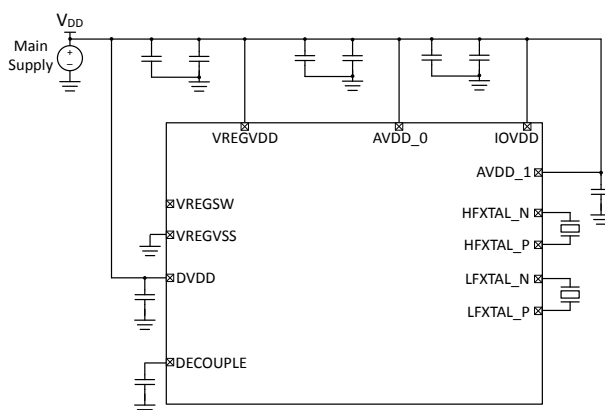 VDD
Main
Supply
+
–
VREGVDD
AVDD_0
IOVDD
AVDD_1
VREGSW
HFXTAL_N
VREGVSS
HFXTAL_P
DVDD
LFXTAL_N
LFXTAL_P
DECOUPLE